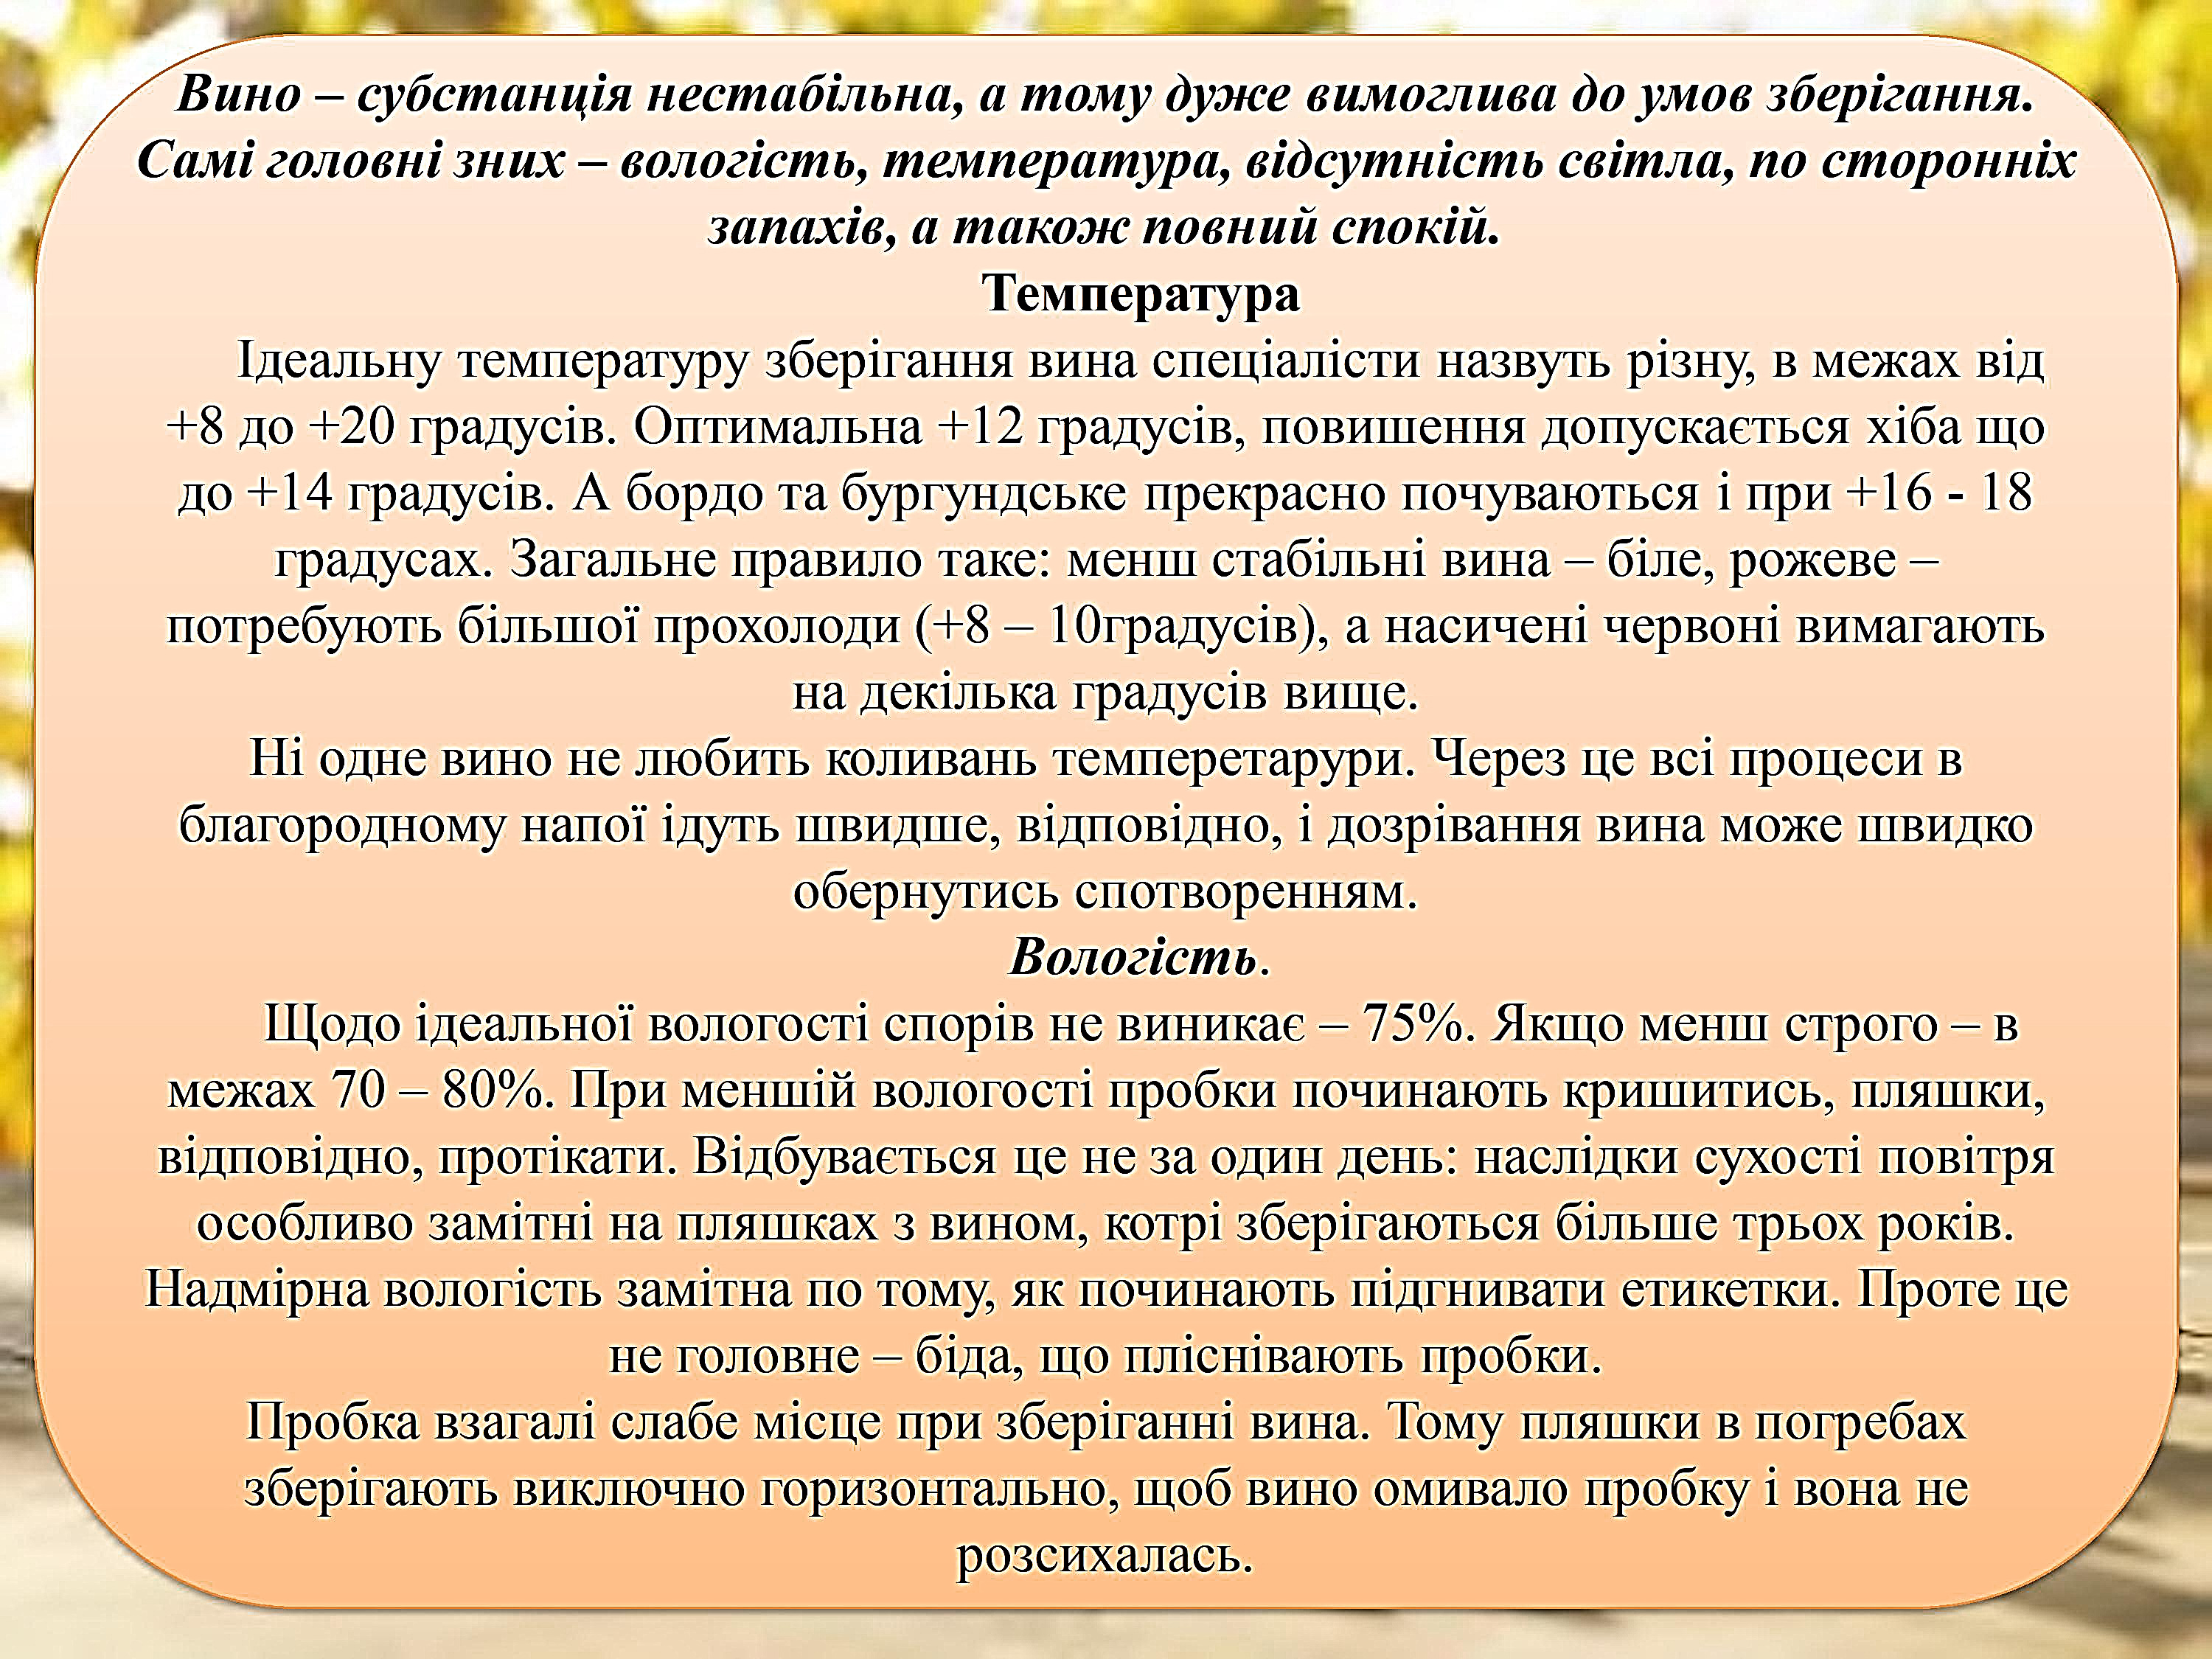 Вино – субстанція нестабільна, а тому дуже вимоглива до умов зберігання.
Самі головні зних – вологість, температура, відсутність світла, по сторонніх
запахів, а також повний спокій.
Температура
Ідеальну температуру зберігання вина спеціалісти назвуть різну, в межах від
+8 до +20 градусів. Оптимальна +12 градусів, повишення допускається хіба що
до +14 градусів. А бордо та бургундське прекрасно почуваються і при +16 - 18
градусах. Загальне правило таке: менш стабільні вина – біле, рожеве –
потребують більшої прохолоди (+8 – 10градусів), а насичені червоні вимагають
на декілька градусів вище.
Ні одне вино не любить коливань темперетарури. Через це всі процеси в
благородному напої ідуть швидше, відповідно, і дозрівання вина може швидко
обернутись спотворенням.
Вологість.
Щодо ідеальної вологості спорів не виникає – 75%. Якщо менш строго – в
межах 70 – 80%. При меншій вологості пробки починають кришитись, пляшки,
відповідно, протікати. Відбувається це не за один день: наслідки сухості повітря
особливо замітні на пляшках з вином, котрі зберігаються більше трьох років.
Надмірна вологість замітна по тому, як починають підгнивати етикетки. Проте це
не головне – біда, що пліснівають пробки.
Пробка взагалі слабе місце при зберіганні вина. Тому пляшки в погребах
зберігають виключно горизонтально, щоб вино омивало пробку і вона не
розсихалась.